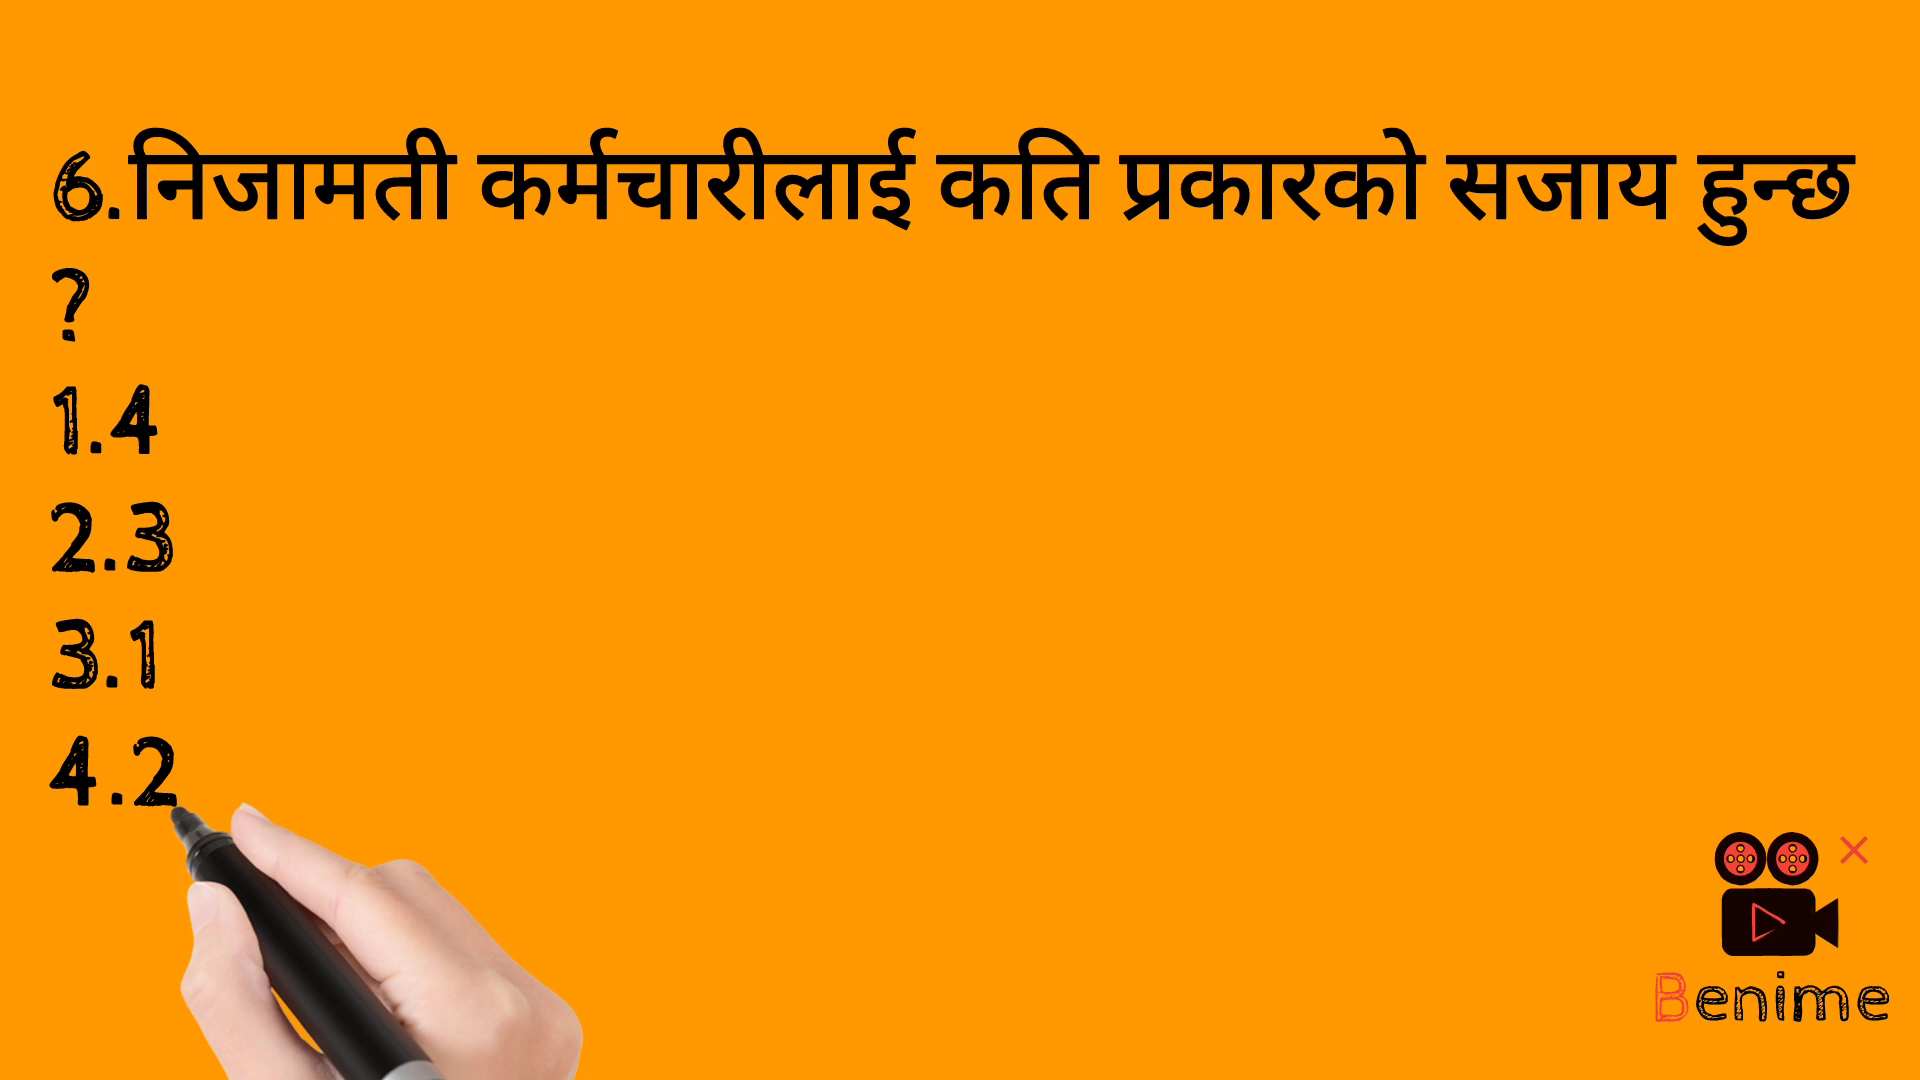 6.निजामती कर्मचारीलाई कति प्रकारको सजाय हुन्छ
?
1.4
2.3
3.1
4.2
Benime